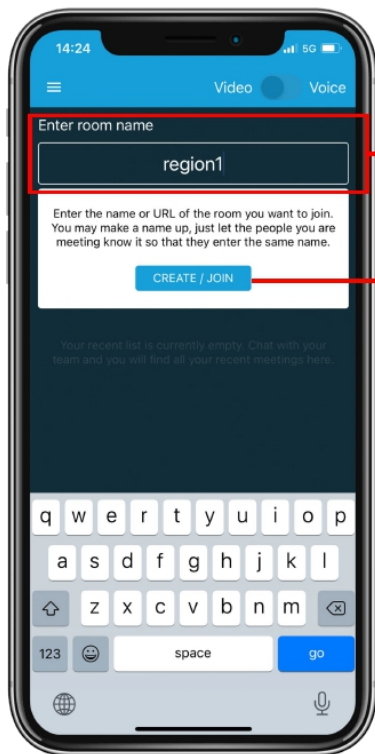 14:24
5G
Video Voice
Enter room name
region1
Enter the name or URL of the room you want to join.
You may make a name up, just let the people you are
meeting know it so that they enter the same name.
CREATE / JOIN
Your recent list is currently empty. Chat with your
team and you will find all your recent meetings here.
q w e r t y u i o p
a s d f g h j k l
z x c v b n m
123 space go